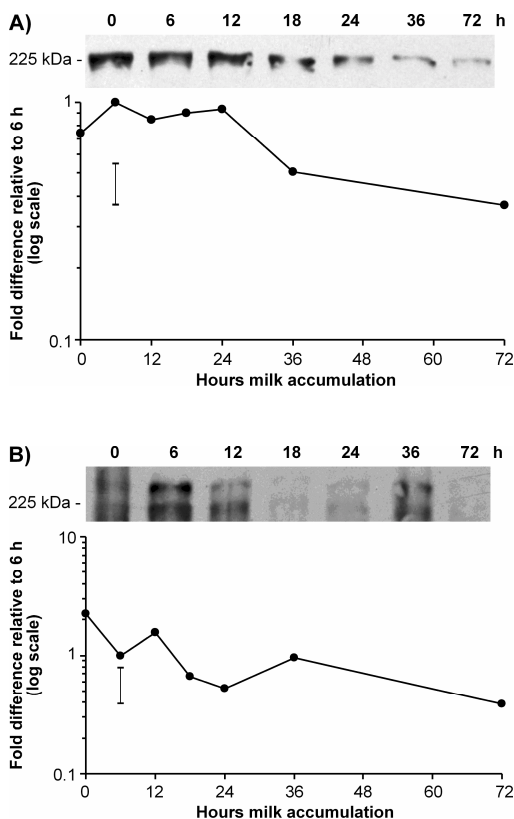 A)
0 6 12 18 24 36 72 h
225 kDa -
1
0.1
Fold difference relative to 6 h
(log scale)
0 12 24 36 48 60 72
Hours milk accumulation
B)
0 6 12 18 24 36 72 h
225 kDa -
10
1
0.1
Fold difference relative to 6 h
(log scale)
0 12 24 36 48 60 72
Hours milk accumulation